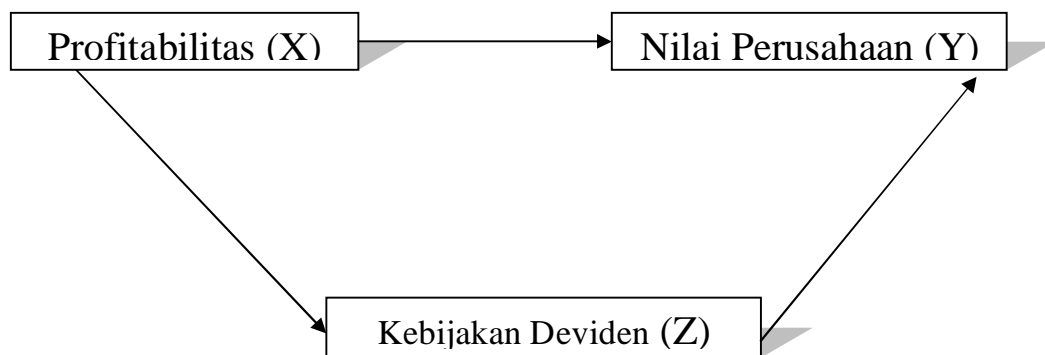 Profitabilitas (X)
Nilai Perusahaan (Y)
Kebijakan Deviden (Z)